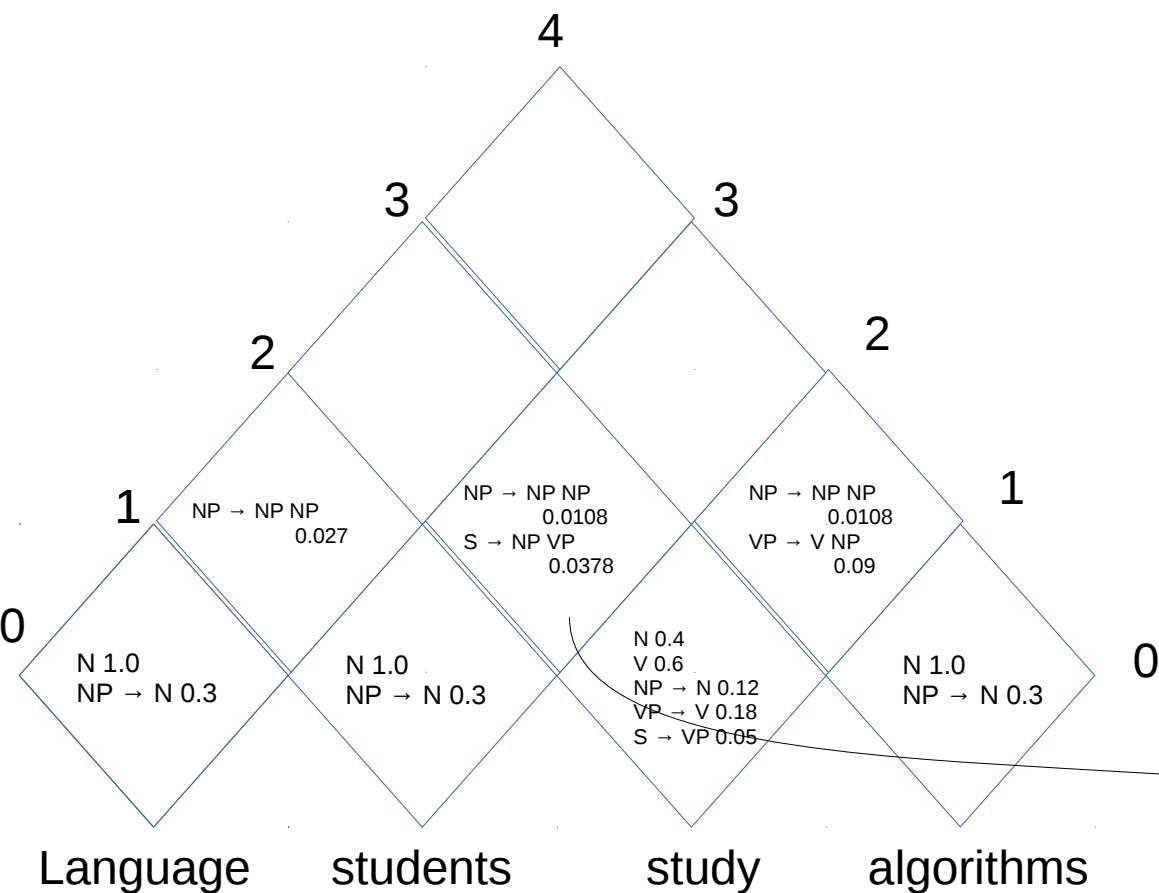 4
3
3
2
2
1
1
0
0
NP → NP NP
0.027
NP → NP NP
0.0108
S → NP VP
0.0378
NP → NP NP
0.0108
VP → V NP
0.09
N 1.0
NP → N 0.3
N 1.0
NP → N 0.3
N 0.4
V 0.6
NP → N 0.12
VP → V 0.18
S → VP 0.05
N 1.0
NP → N 0.3
Language students study algorithms